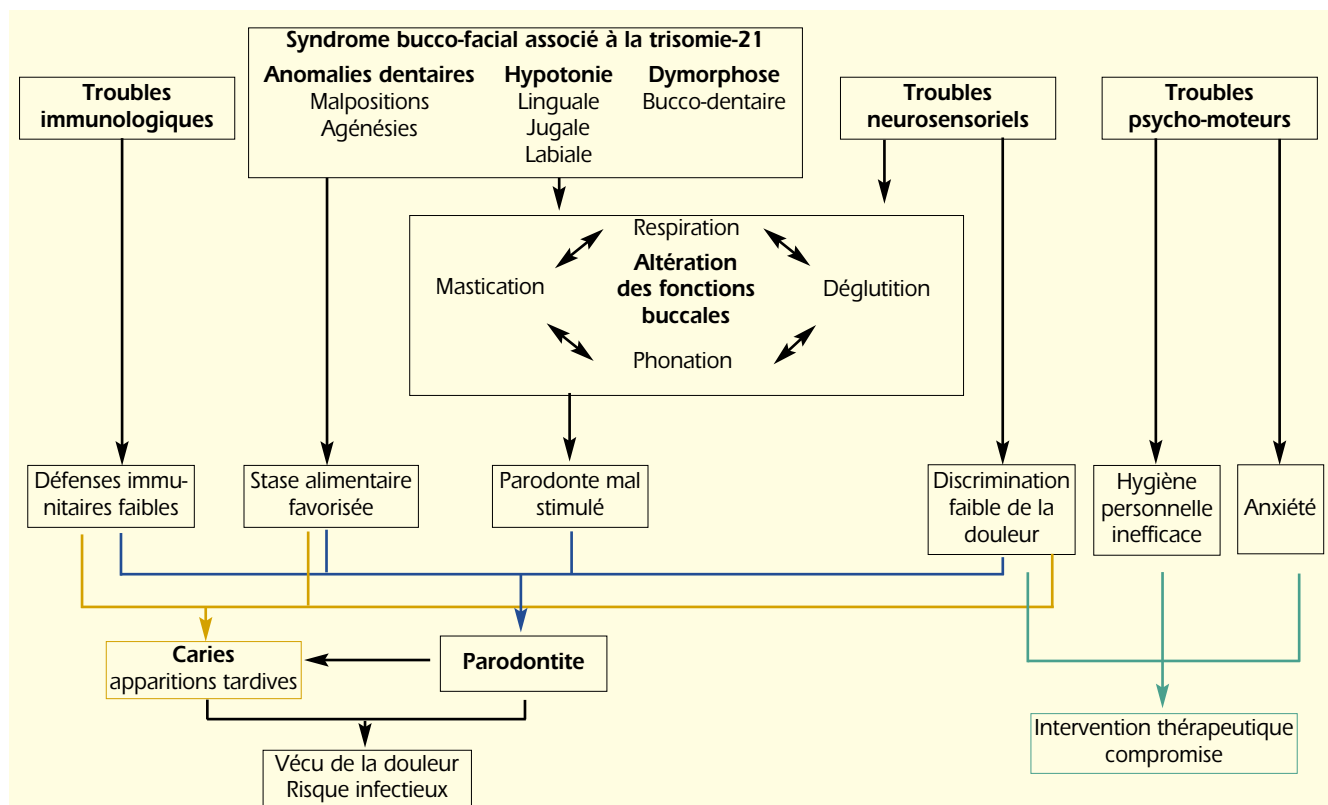 Syndrome bucco-facial associé à la trisomie-21
Anomalies dentaires
Malpositions
Agénésies
Hypotonie
Linguale
Jugale
Labiale
Dymorphose
Bucco-dentaire
Troubles
immunologiques
Troubles
neurosensoriels
Troubles
psycho-moteurs
Respiration
Mastication
Altération
des fonctions
buccales
Déglutition
Phonation
Défenses immu-
nitaires faibles
Stase alimentaire
favorisée
Parodonte mal
stimulé
Discrimination
faible de la
douleur
Hygiène
personnelle
inefficace
Anxiété
Caries
apparitions tardives
Parodontite
Intervention thérapeutique
compromise
Vécu de la douleur
Risque infectieux